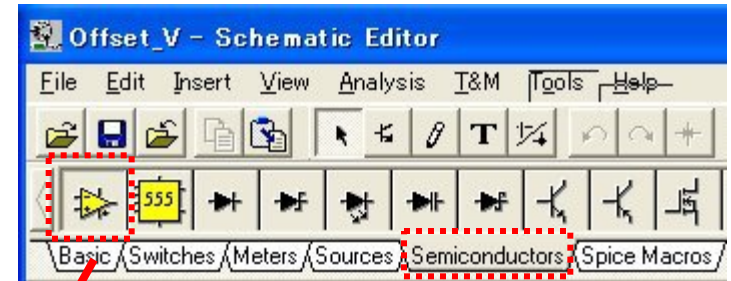 Offset_V - Schematic Editor
File Edit Insert View Analysis T&M Tools Help
T
555
Basic Switches Meters Sources Semiconductors Spice Macros